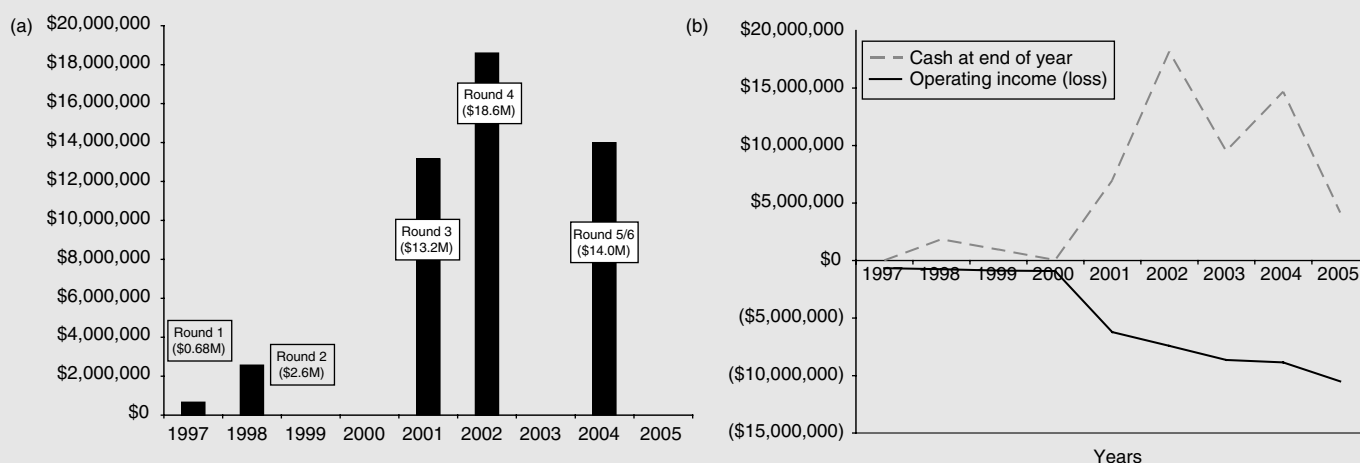 (a)
$20,000,000
$18,000,000
$16,000,000
$14,000,000
$12,000,000
$10,000,000
$8,000,000
$6,000,000
$4,000,000
$2,000,000
$0
Round 1
($0.68M)
Round 2
($2.6M)
Round 3
($13.2M)
Round 4
($18.6M)
Round 5/6
($14.0M)
1997 1998 1999 2000 2001 2002 2003 2004 2005
(b)
$20,000,000
$15,000,000
$10,000,000
$5,000,000
$0
($5,000,000)
($10,000,000)
($15,000,000)
Cash at end of year
Operating income (loss)
1997 1998 1999 2000 2001 2002 2003 2004 2005
Years